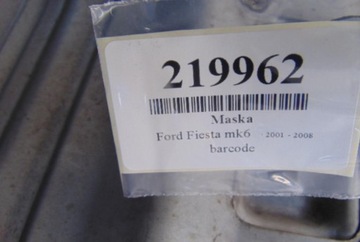 219962
Maska
Ford Fiesta mk6 - 2001 - 2008
barcode